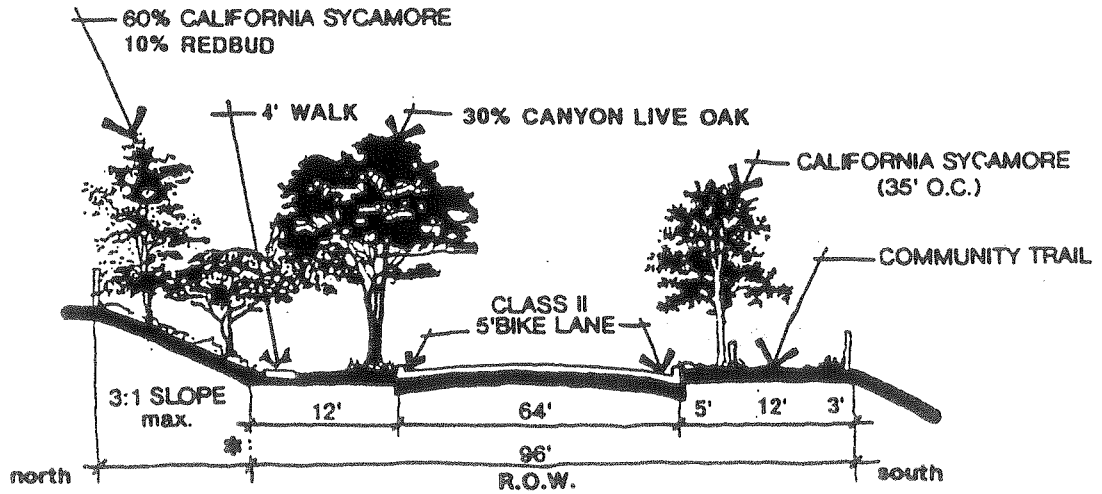 60% CALIFORNIA SYCAMORE
10% REDBUD
4' WALK
30% CANYON LIVE OAK
CALIFORNIA SYCAMORE
(35' O.C.)
COMMUNITY TRAIL
CLASS II
5'BIKE LANE
3:1 SLOPE
max.
12'
64'
5'
12'
3'
*
96'
north
R.O.W.
south